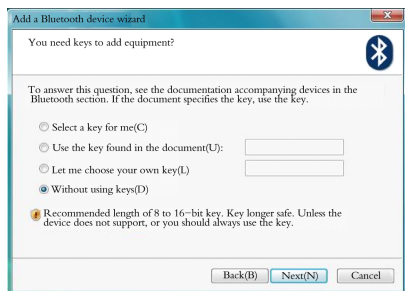 Add a Bluetooth device wizard
You need keys to add equipment?
To answer this question, see the documentation accompanying devices in the
Bluetooth section. If the document specifies the key, use the key.
Select a key for me(C)
Use the key found in the document(U):
Let me choose your own key(L)
Without using keys(D)
Recommended length of 8 to 16-bit key. Key longer safe. Unless the
device does not support, or you should always use the key.
Back(B) Next(N) Cancel